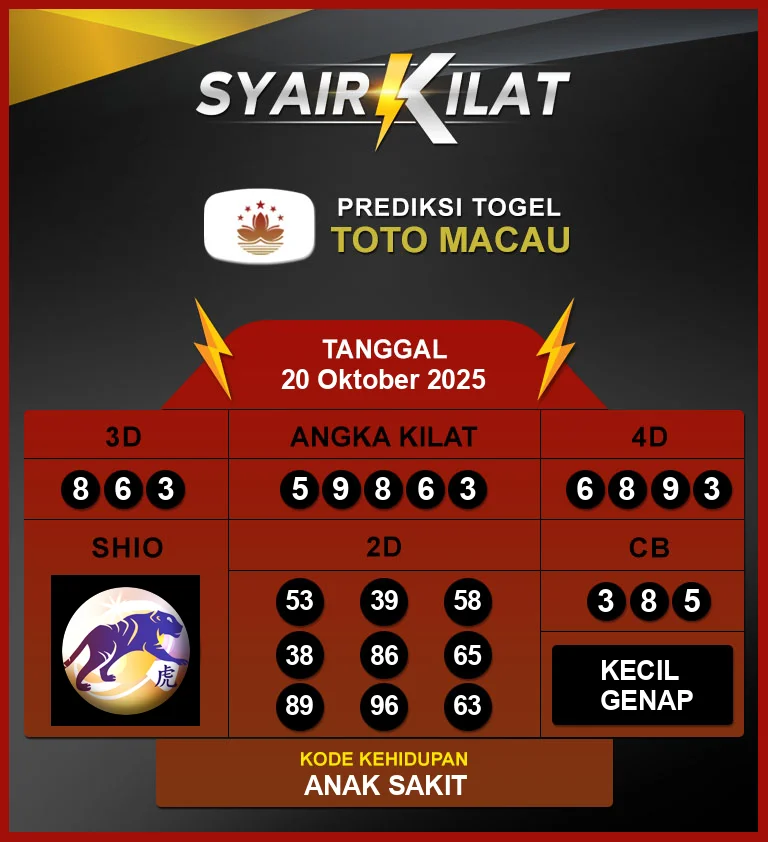 SYAIR KILAT
PREDIKSI TOGEL
TOTO MACAU
TANGGAL
20 Oktober 2025
3D
ANGKA KILAT
4D
8 6 3
5 9 8 6 3
6 8 9 3
SHIO
2D
CB
虎
53 39 58
38 86 65
89 96 63
3 8 5
KECIL
GENAP
KODE KEHIDUPAN
ANAK SAKIT